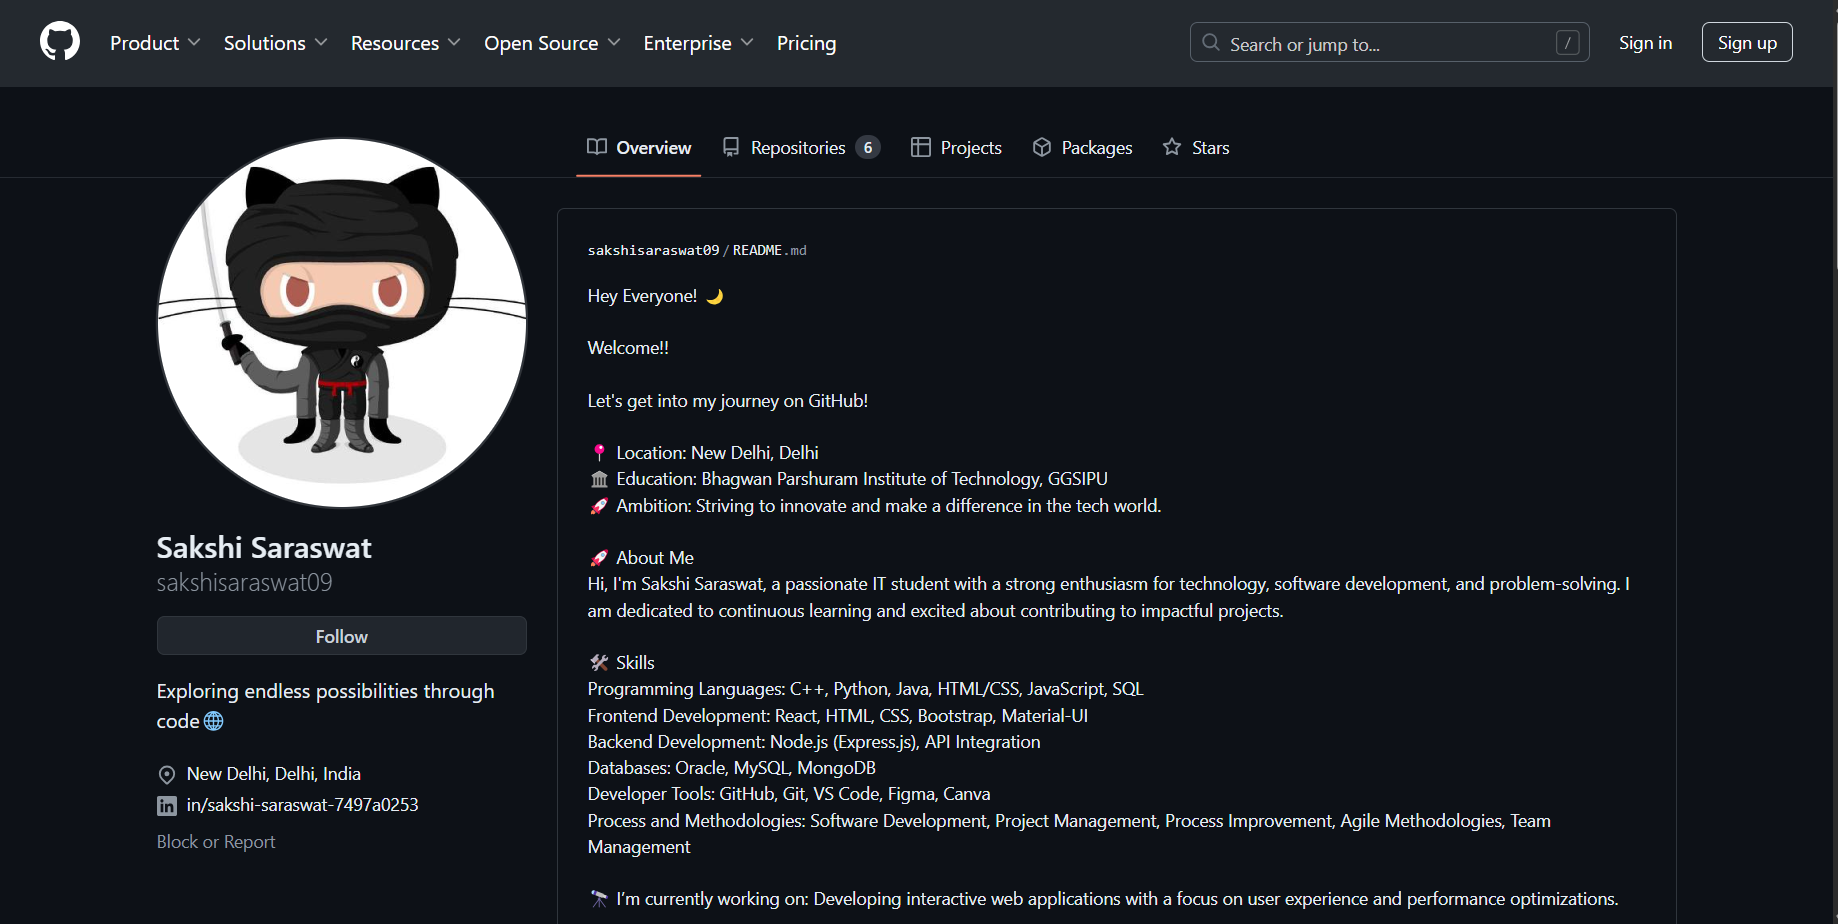 Product
Solutions
Resources
Open Source
Enterprise
Pricing
Search or jump to...
/
Sign in
Sign up
Overview
Repositories 6
Projects
Packages
Stars
Sakshi Saraswat
sakshisaraswat09
Follow
Exploring endless possibilities through
code🌐
New Delhi, Delhi, India
in/sakshi-saraswat-7497a0253
Block or Report
sakshisaraswat09/README.md
Hey Everyone! 🌙
Welcome!!
Let's get into my journey on GitHub!
📍 Location: New Delhi, Delhi
🏛️ Education: Bhagwan Parshuram Institute of Technology, GGSIPU
🚀 Ambition: Striving to innovate and make a difference in the tech world.
🚀 About Me
Hi, I'm Sakshi Saraswat, a passionate IT student with a strong enthusiasm for technology, software development, and problem-solving. I
am dedicated to continuous learning and excited about contributing to impactful projects.
🛠️ Skills
Programming Languages: C++, Python, Java, HTML/CSS, JavaScript, SQL
Frontend Development: React, HTML, CSS, Bootstrap, Material-UI
Backend Development: Node.js (Express.js), API Integration
Databases: Oracle, MySQL, MongoDB
Developer Tools: GitHub, Git, VS Code, Figma, Canva
Process and Methodologies: Software Development, Project Management, Process Improvement, Agile Methodologies, Team
Management
🔭 I’m currently working on: Developing interactive web applications with a focus on user experience and performance optimizations.